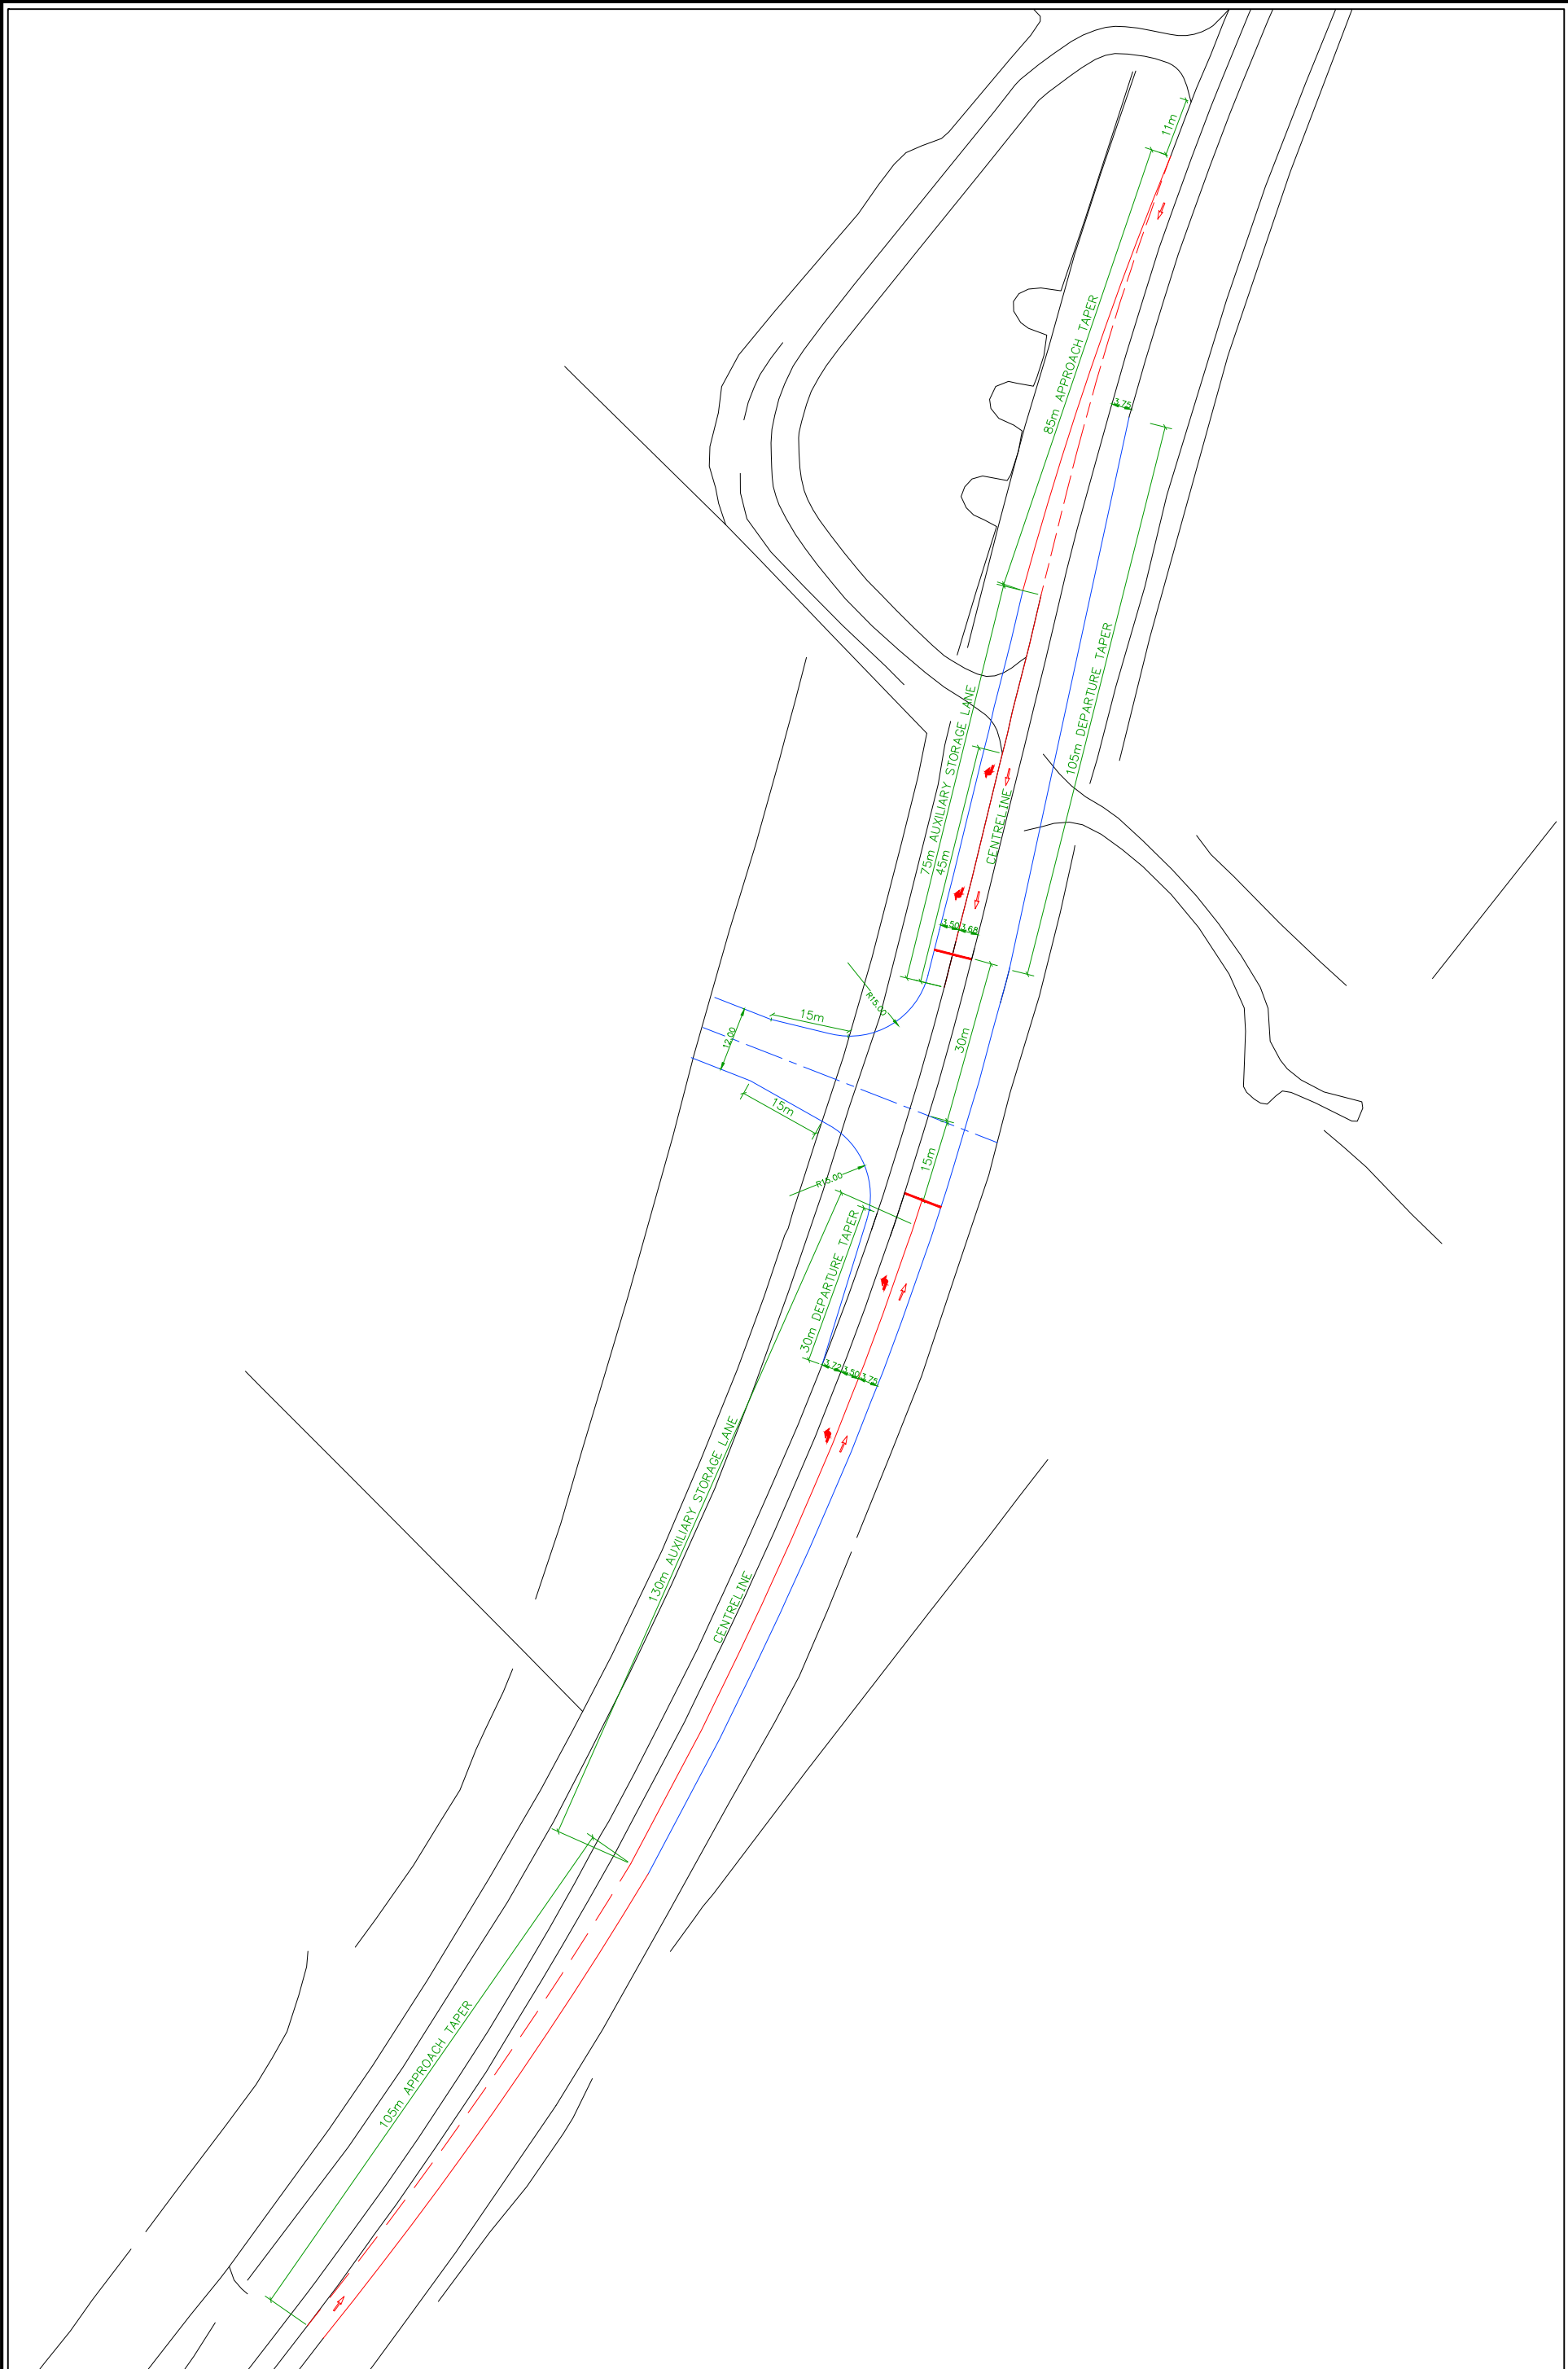 11m
85m APPROACH TAPER
3.75
105m DEPARTURE TAPER
75m AUXILIARY STORAGE LANE
45m
CENTRELINE
3.50
3.68
R15.00
15m
12.00
30m
15m
15m
R15.00
30m DEPARTURE TAPER
3.72
3.50
3.75
130m AUXILIARY STORAGE LANE
CENTRELINE
105m APPROACH TAPER